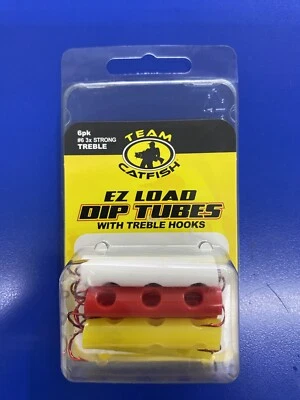 6pk
#6 3x STRONG
TREBLE
TEAM
CATFISH
EZ LOAD
DIP TUBES
WITH TREBLE HOOKS